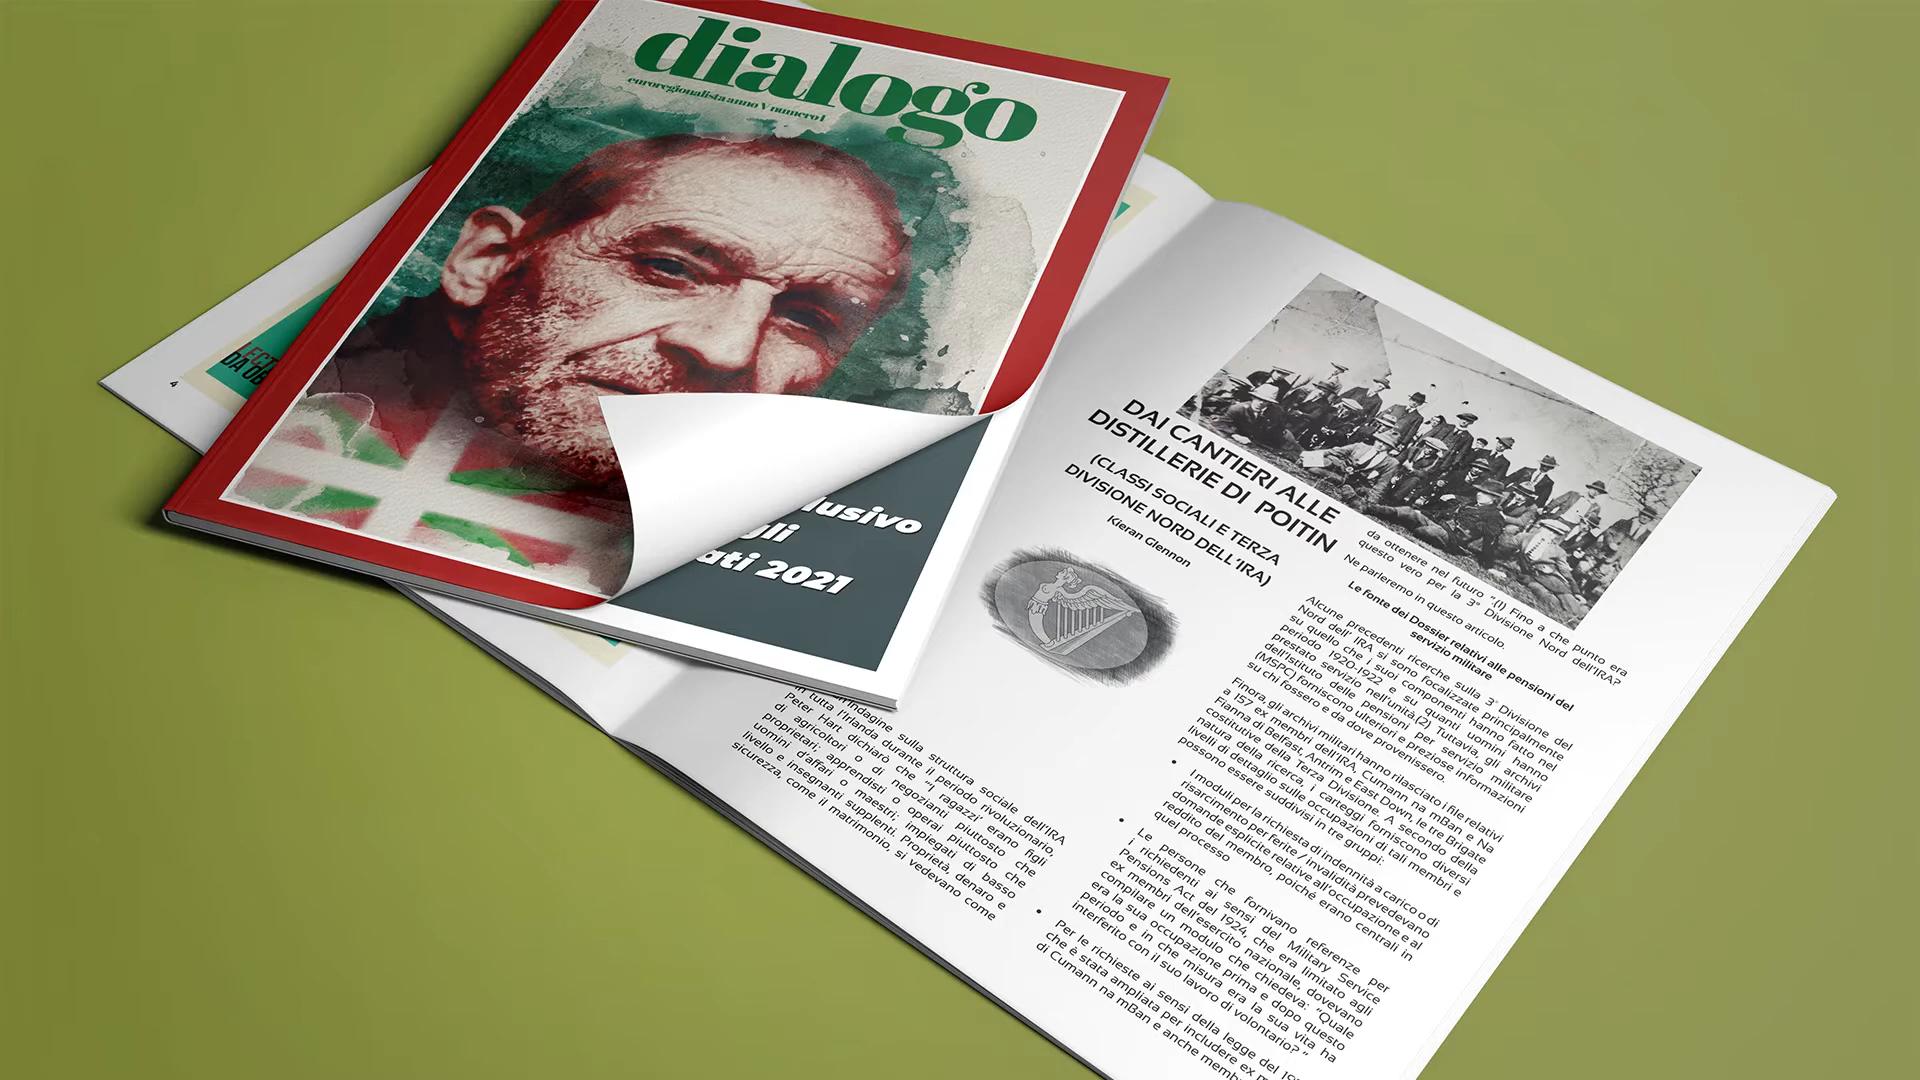 dialogo
euroregionalista anno V numero 1
lusivo
gli
ati 2021
4
DA OB
DAI CANTIERI ALLE
DISTILLERIE DI POITIN
(CLASSI SOCIALI E TERZA
DIVISIONE NORD DELL'IRA)
Kieran Glennon
indagine sulla struttura sociale
in tutta l'Irlanda durante il periodo rivoluzionario,
Peter Hart dichiarò che "I ragazzi' erano figli
di agricoltori o di negozianti piuttosto che
proprietari; apprendisti o operai piuttosto che
uomini d'affari o maestri; impiegati di basso
livello e insegnanti supplenti. Proprietà, denaro e
sicurezza, come il matrimonio, si vedevano come
da ottenere nel futuro ".(1) Fino a che punto era
questo vero per la 3° Divisione Nord dell'IRA?
Ne parleremo in questo articolo.
Le fonte dei Dossier relativi alle pensioni del
servizio militare
Alcune precedenti ricerche sulla 3° Divisione del
Nord dell' IRA si sono focalizzate principalmente
su quello che i suoi componenti hanno fatto nel
periodo 1920-1922 e su quanti uomini hanno
prestato servizio nell'unità.(2) Tuttavia, gli archivi
dell'Istituto delle pensioni per seavia, servizio militare
(MSPC) forniscono ulteriori e preziose informazioni
su chi fossero e da dove provenissero.
Finora, gli archivi militari hanno rilasciato i file relativi
a 157 ex membri dell'IRA, Cumann na mBan e Na
Fianna di Belfast, Antrim e East Down, le tre Brigate
costitutive della Terza Divisione. A secondo della
natura della ricerca, i carteggi forniscono diversi
livelli di dettaglio sulle occupazioni di tali membri e
possono essere suddivisi in tre gruppi:
• I moduli per la richiesta di indennità a carico o di
risarcimento per ferite / invalidità prevedevano
domande esplicite relative all'occupazione e al
reddito del membro, poiché erano centrali in
quel processo
• Le persone che fornivano referenze per
i richiedenti ai sensi del Military Service
Pensions Act del 1924, che era limitato agli
ex membri dell'esercito nazionale, dovevano
compilare un modulo che chiedeva: "Quale
era la sua occupazione prima e dopo questo
periodo e in che misura era la sua vita ha
interferito con il suo lavoro di volontario? "
• Per le richieste ai sensi della legge del
che è stata ampliata per includere ex
di Cumann na mBan e anche